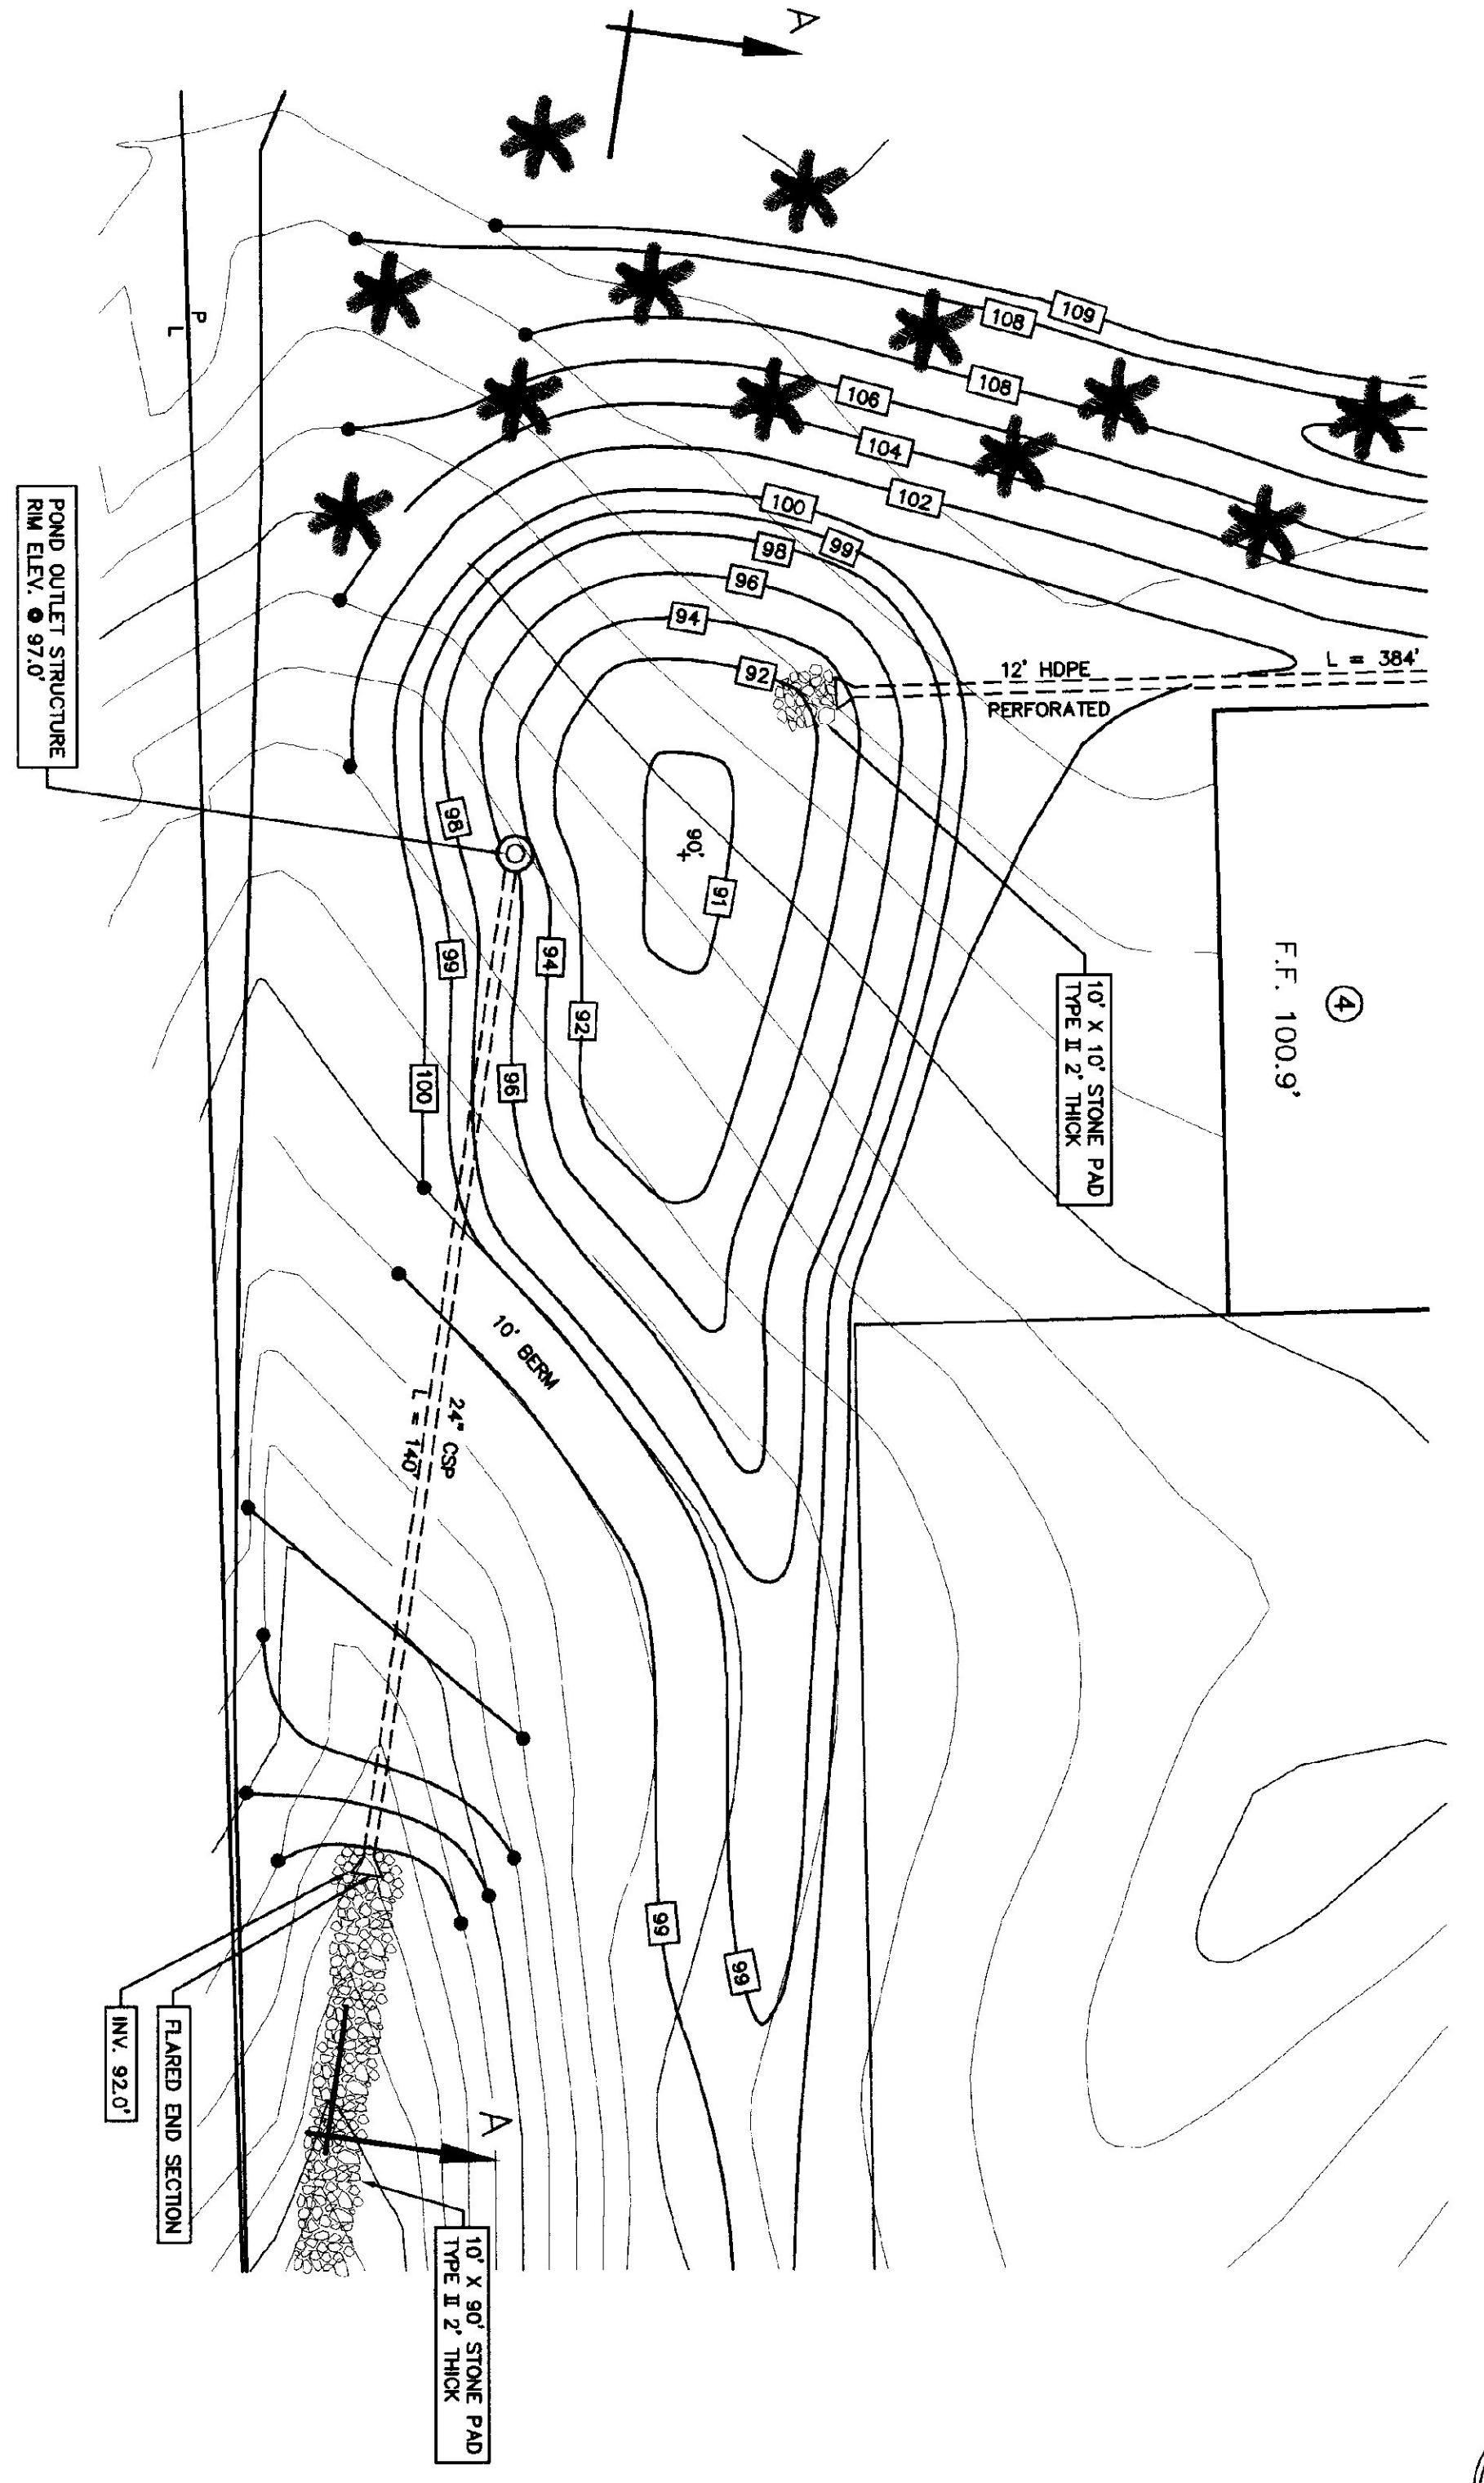 A
109
108
108
106
104
102
100
99
98
96
94
92
12' HDPE
PERFORATED
L = 384'
P
L
POND OUTLET STRUCTURE
RIM ELEV. @ 97.0'
98
90'
91
99
94
92
96
100
4
F.F. 100.9'
10' X 10' STONE PAD
TYPE II 2' THICK
10' BERM
24" CSP
L = 140'
99
99
FLARED END SECTION
INV. 92.0'
A
10' X 90' STONE PAD
TYPE II 2' THICK